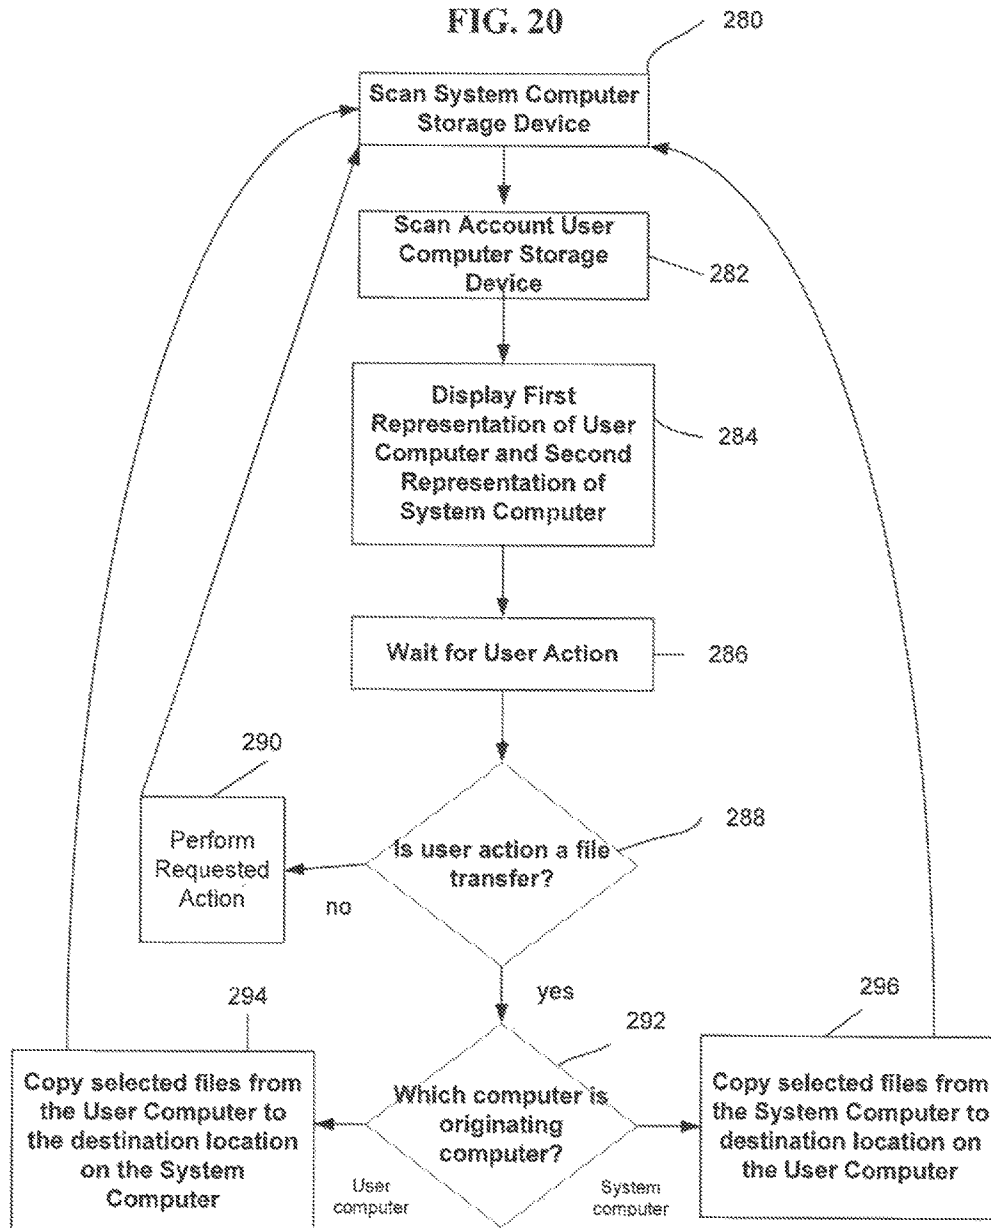 FIG. 20
280
Scan System Computer
Storage Device
Scan Account User
Computer Storage
Device
282
Display First
Representation of User
Computer and Second
Representation of
System Computer
284
Wait for User Action
286
290
Perform
Requested
Action
no
Is user action a file
transfer?
288
yes
294
292
296
Copy selected files from
the User Computer to
the destination location
on the System
Computer
Which computer is
originating
computer?
User
computer
System
computer
Copy selected files from
the System Computer to
destination location on
the User Computer